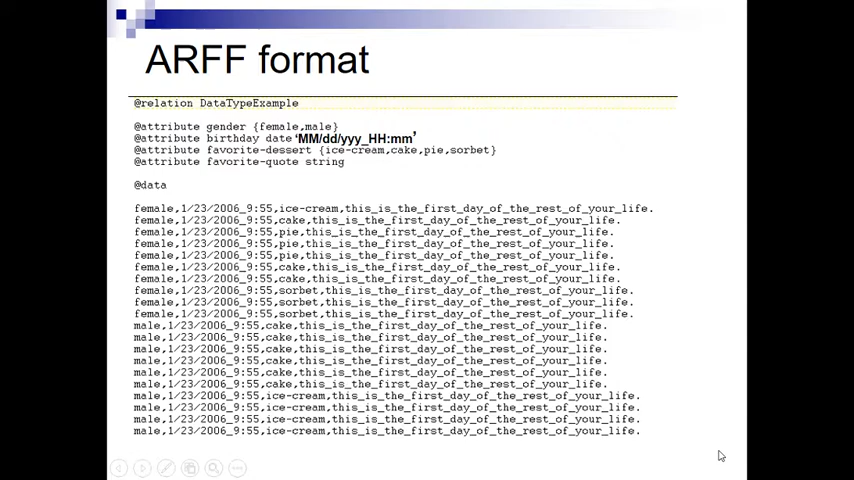 ARFF format
@relation DataTypeExample
@attribute gender {female,male}
@attribute birthday date ‘MM/dd/yyy_HH:mm’
@attribute favorite-dessert {ice-cream,cake,pie,sorbet}
@attribute favorite-quote string
@data
female,1/23/2006_9:55,ice-cream,this_is_the_first_day_of_the_rest_of_your_life.
female,1/23/2006_9:55,cake,this_is_the_first_day_of_the_rest_of_your_life.
female,1/23/2006_9:55,pie,this_is_the_first_day_of_the_rest_of_your_life.
female,1/23/2006_9:55,pie,this_is_the_first_day_of_the_rest_of_your_life.
female,1/23/2006_9:55,pie,this_is_the_first_day_of_the_rest_of_your_life.
female,1/23/2006_9:55,cake,this_is_the_first_day_of_the_rest_of_your_life.
female,1/23/2006_9:55,cake,this_is_the_first_day_of_the_rest_of_your_life.
female,1/23/2006_9:55,sorbet,this_is_the_first_day_of_the_rest_of_your_life.
female,1/23/2006_9:55,sorbet,this_is_the_first_day_of_the_rest_of_your_life.
female,1/23/2006_9:55,sorbet,this_is_the_first_day_of_the_rest_of_your_life.
male,1/23/2006_9:55,cake,this_is_the_first_day_of_the_rest_of_your_life.
male,1/23/2006_9:55,cake,this_is_the_first_day_of_the_rest_of_your_life.
male,1/23/2006_9:55,cake,this_is_the_first_day_of_the_rest_of_your_life.
male,1/23/2006_9:55,cake,this_is_the_first_day_of_the_rest_of_your_life.
male,1/23/2006_9:55,cake,this_is_the_first_day_of_the_rest_of_your_life.
male,1/23/2006_9:55,cake,this_is_the_first_day_of_the_rest_of_your_life.
male,1/23/2006_9:55,ice-cream,this_is_the_first_day_of_the_rest_of_your_life.
male,1/23/2006_9:55,ice-cream,this_is_the_first_day_of_the_rest_of_your_life.
male,1/23/2006_9:55,ice-cream,this_is_the_first_day_of_the_rest_of_your_life.
male,1/23/2006_9:55,ice-cream,this_is_the_first_day_of_the_rest_of_your_life.